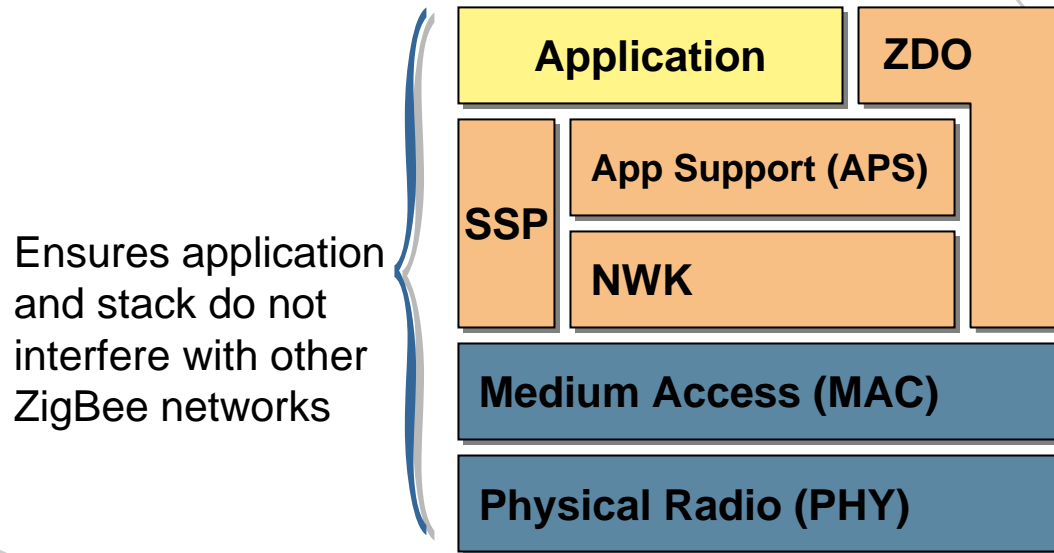 Application
ZDO
App Support (APS)
SSP
NWK
Ensures application
and stack do not
interfere with other
ZigBee networks
Medium Access (MAC)
Physical Radio (PHY)